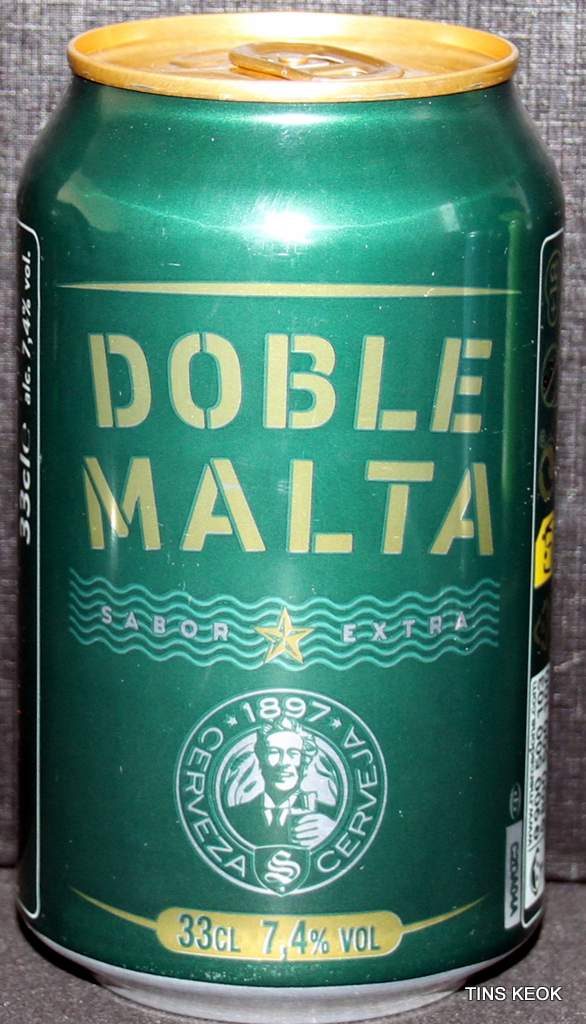 DOBLE
MALTA
SABOR EXTRA
1897
CERVEZA CERVEJA
S
33CL 7,4% VOL
33cl e alc. 7,4% vol.
TINS KEOK